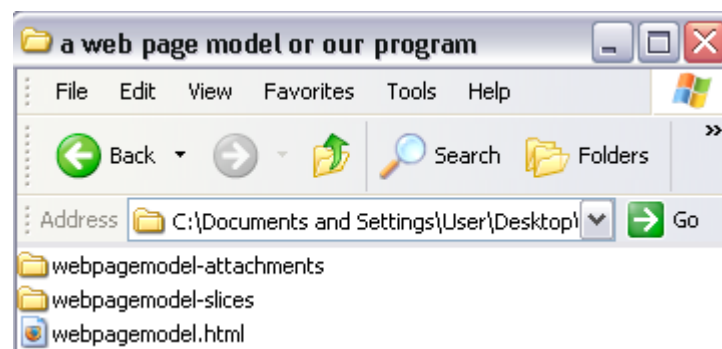 a web page model or our program
File Edit View Favorites Tools Help
Back Search Folders »
Address C:\Documents and Settings\User\Desktop\ Go
webpagemodel-attachments
webpagemodel-slices
webpagemodel.html